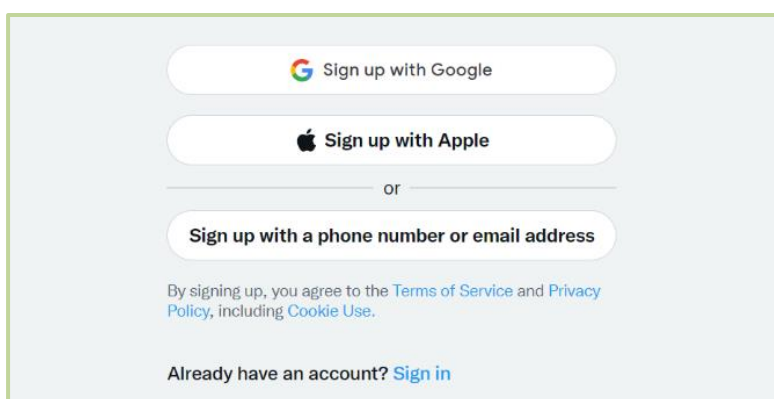 Sign up with Google
Sign up with Apple
or
Sign up with a phone number or email address
By signing up, you agree to the Terms of Service and Privacy
Policy, including Cookie Use.
Already have an account? Sign in